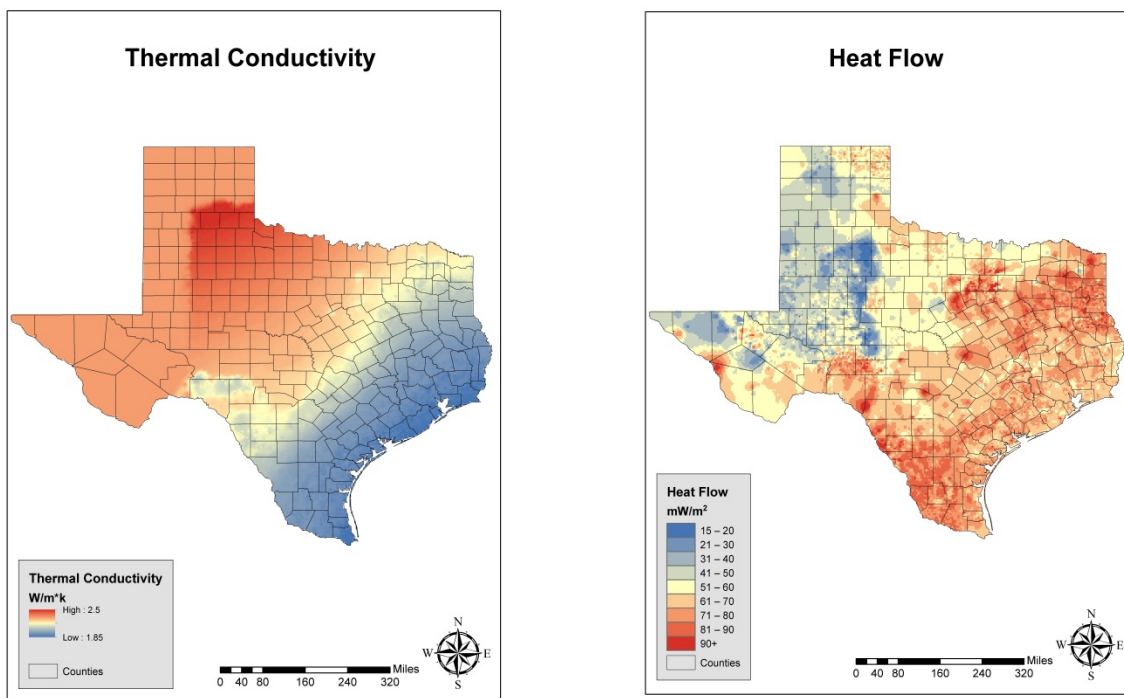 Thermal Conductivity
Thermal Conductivity
W/m*k
High : 2.5
Low : 1.85
Counties
N
W
E
S
Miles
0 20 40 80 160 240 320
Heat Flow
Heat Flow
mW/m²
15 – 20
21 – 30
31 – 40
41 – 50
51 – 60
61 – 70
71 – 80
81 – 90
90+
Counties
N
W
E
S
Miles
0 40 80 160 240 320